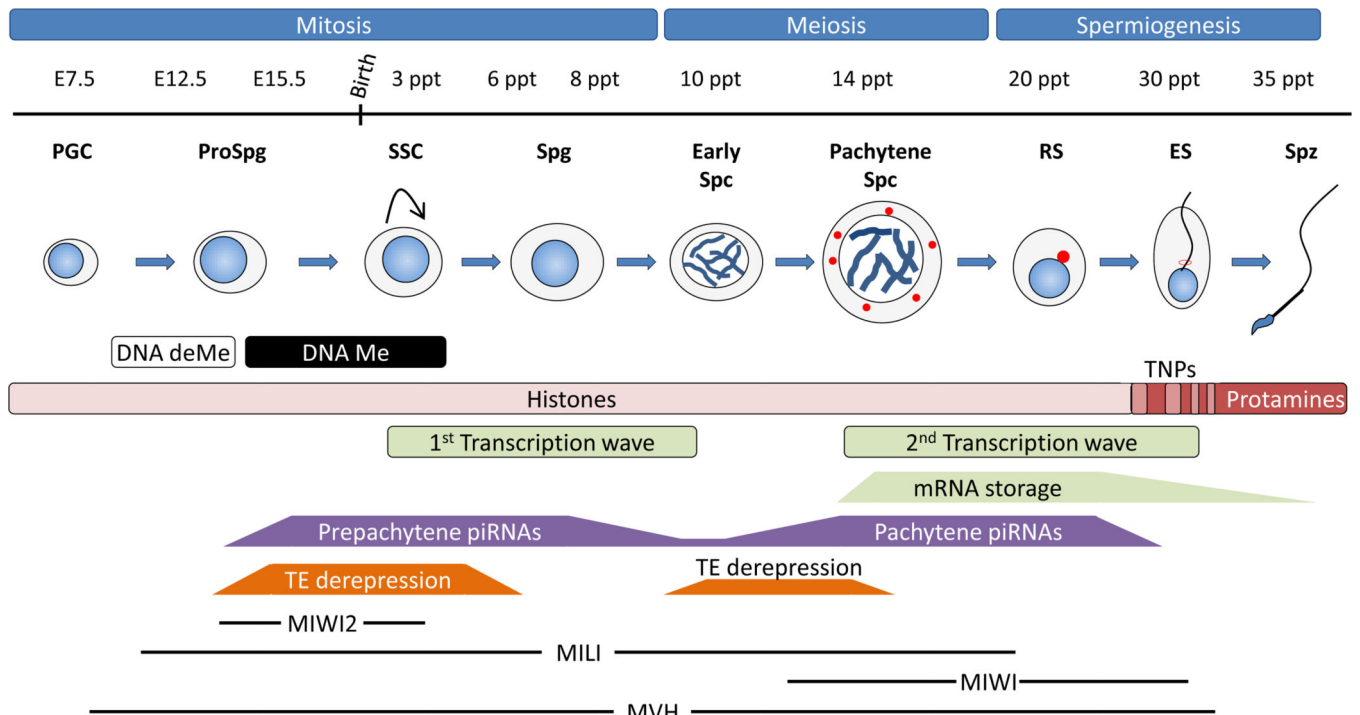 Mitosis Meiosis Spermiogenesis
E7.5 E12.5 E15.5 Birth 3 ppt 6 ppt 8 ppt 10 ppt 14 ppt 20 ppt 30 ppt 35 ppt
PGC ProSpg SSC Spg Early Pachytene RS ES Spz
Spc Spc
DNA deMe DNA Me
TNPs
Histones Protamines
1st Transcription wave 2nd Transcription wave
mRNA storage
Prepachytene piRNAs Pachytene piRNAs
TE derepression TE derepression
MIWI2
MILI
MIWI
MVH